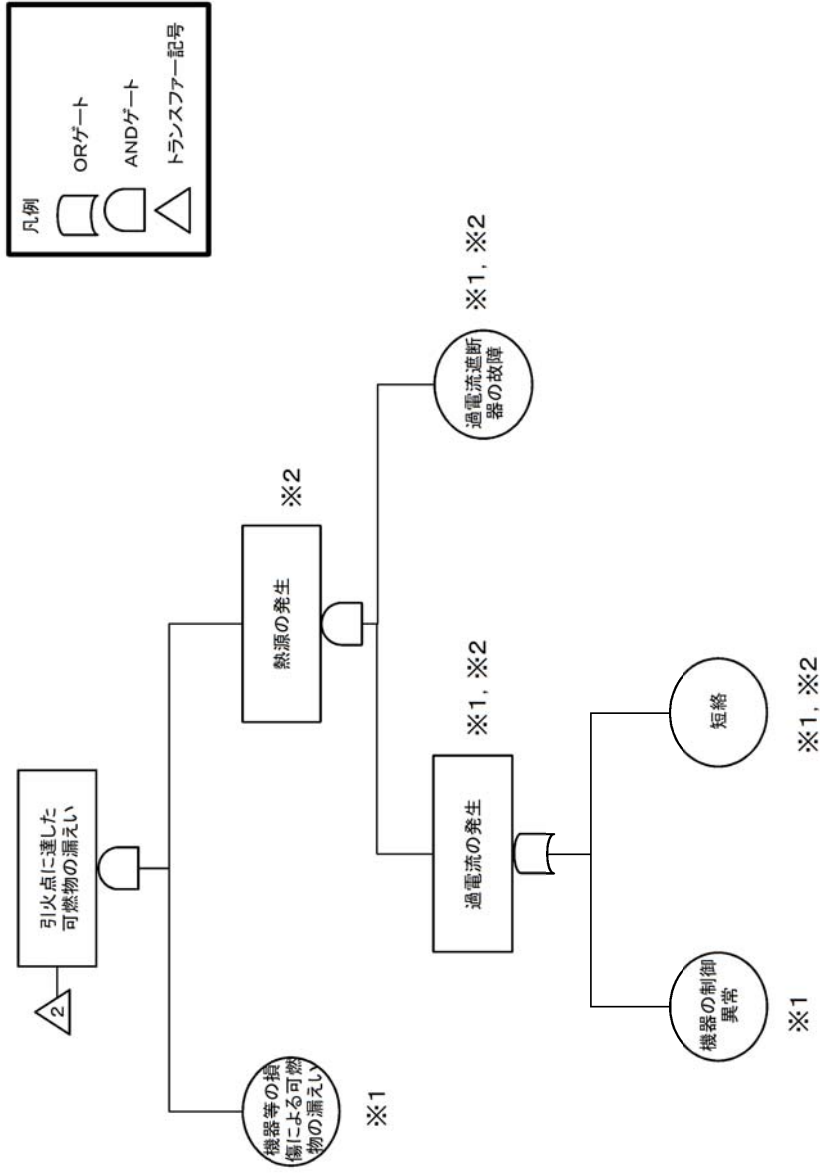 凡例
ORゲート
ANDゲート
トランスファー記号
2
引火点に達した
可燃物の漏えい
機器等の損
傷による可燃
物の漏えい
※1
熱源の発生
※2
過電流の発生
※1, ※2
過電流遮断
器の故障
※1, ※2
機器の制御
異常
※1
短絡
※1, ※2